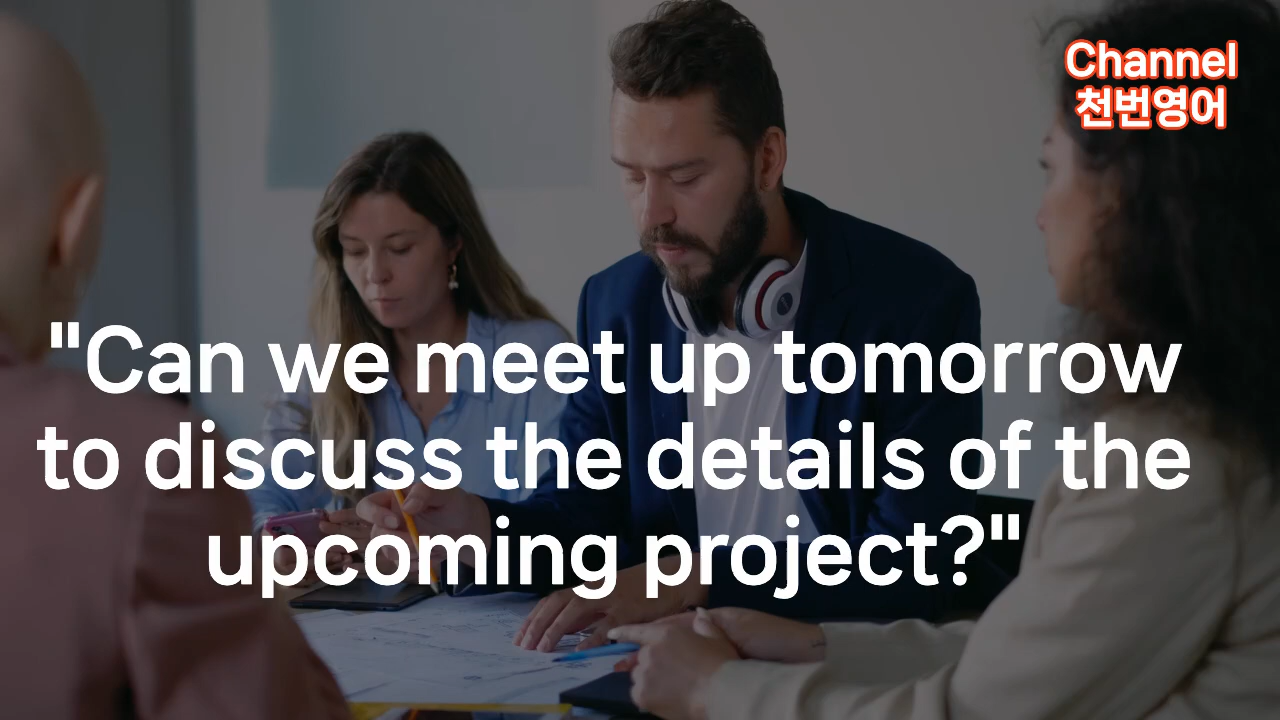 Channel
천번영어
"Can we meet up tomorrow
to discuss the details of the
upcoming project?"